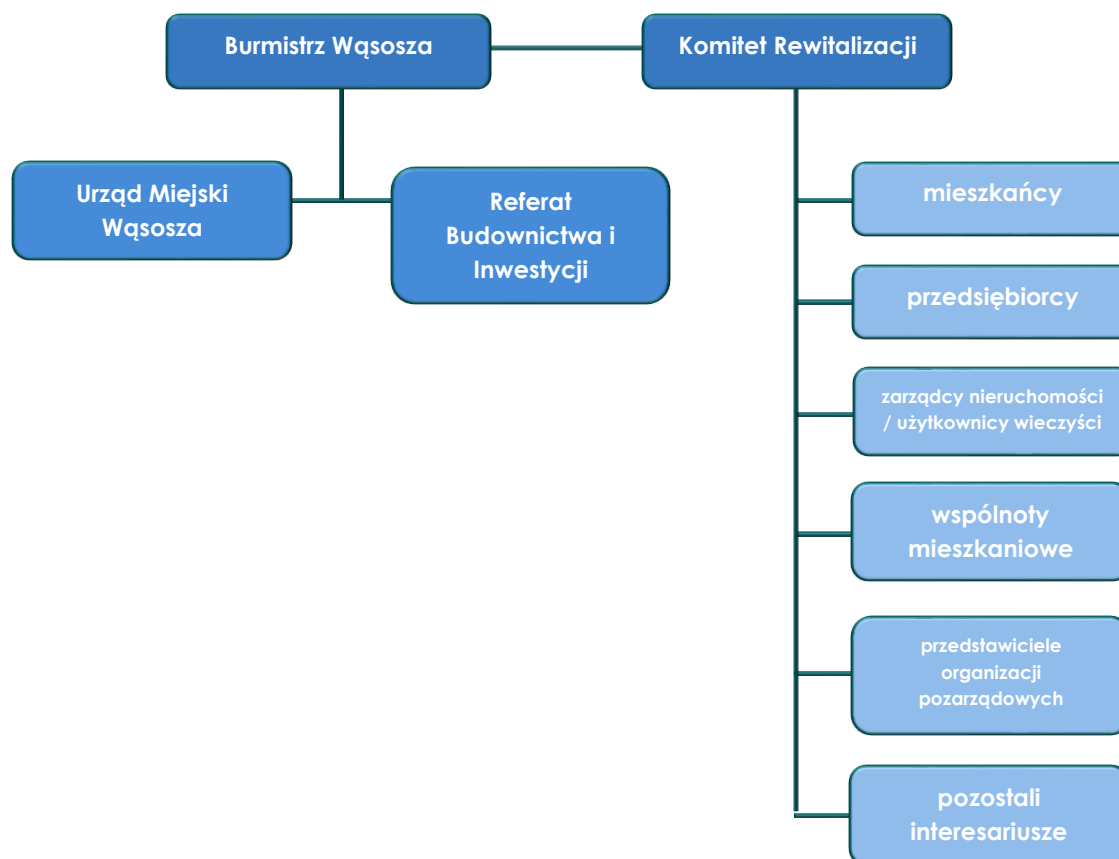 Burmistrz Wąsosza
Komitet Rewitalizacji
Urząd Miejski
Wąsosza
Referat
Budownictwa i
Inwestycji
mieszkańcy
przedsiębiorcy
zarządcy nieruchomości
/ użytkownicy wieczyści
wspólnoty
mieszkaniowe
przedstawiciele
organizacji
pozarządowych
pozostali
interesariusze